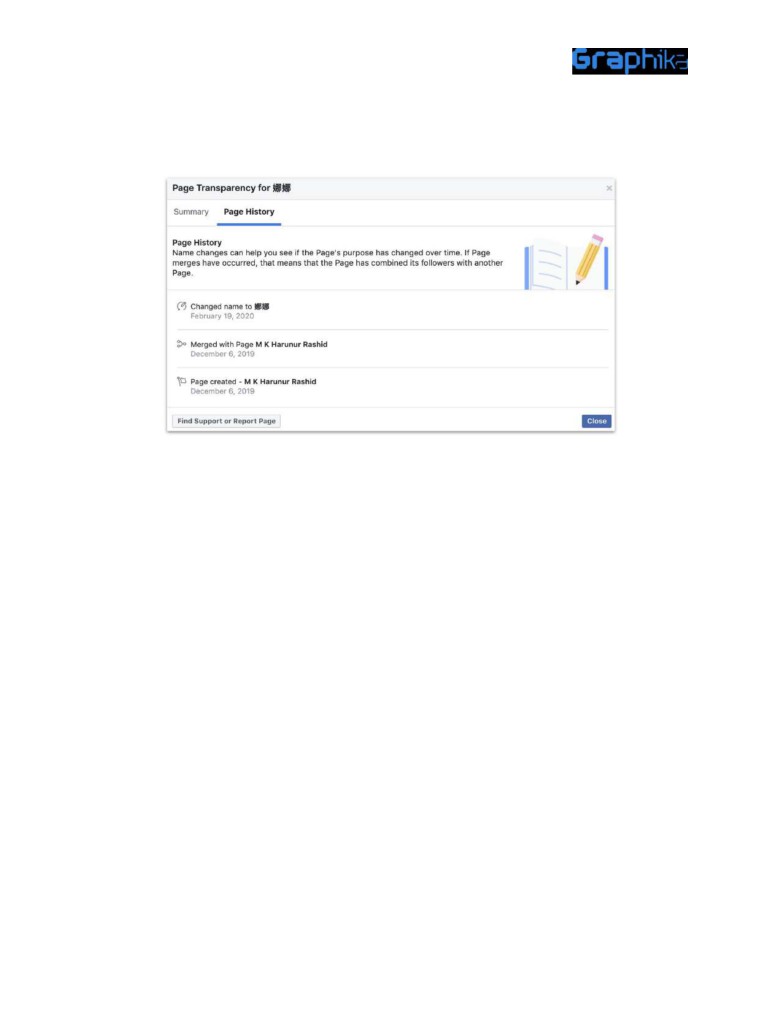 Graphika
Page Transparency for 娜娜
Summary Page History
Page History
Name changes can help you see if the Page's purpose has changed over time. If Page
merges have occurred, that means that the Page has combined its followers with another
Page.
Changed name to 娜娜
February 19, 2020
Merged with Page M K Harunur Rashid
December 6, 2019
Page created - M K Harunur Rashid
December 6, 2019
Find Support or Report Page Close